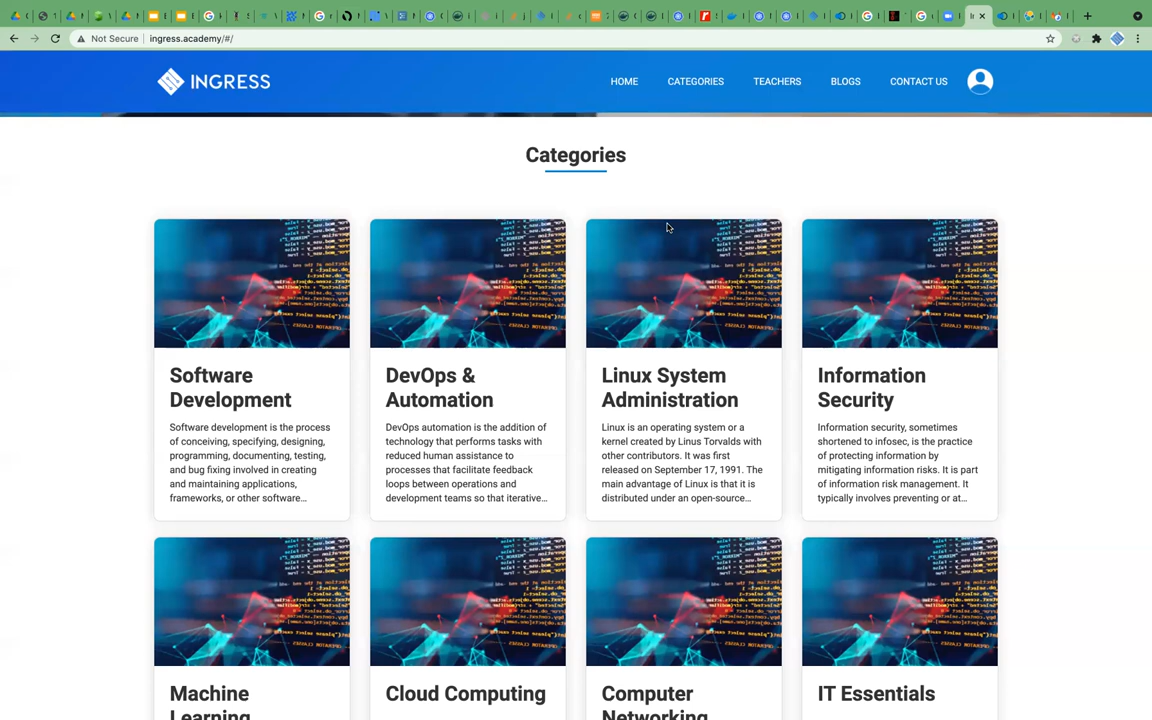 Not Secure
ingress.academy/#/
INGRESS
HOME
CATEGORIES
TEACHERS
BLOGS
CONTACT US
Categories
Software
Development
Software development is the process
of conceiving, specifying, designing,
programming, documenting, testing,
and bug fixing involved in creating
and maintaining applications,
frameworks, or other software...
DevOps &
Automation
DevOps automation is the addition of
technology that performs tasks with
reduced human assistance to
processes that facilitate feedback
loops between operations and
development teams so that iterative...
Linux System
Administration
Linux is an operating system or a
kernel created by Linus Torvalds with
other contributors. It was first
released on September 17, 1991. The
main advantage of Linux is that it is
distributed under an open-source...
Information
Security
Information security, sometimes
shortened to infosec, is the practice
of protecting information by
mitigating information risks. It is part
of information risk management. It
typically involves preventing or at...
Machine
Learning
Cloud Computing
Computer
Networking
IT Essentials